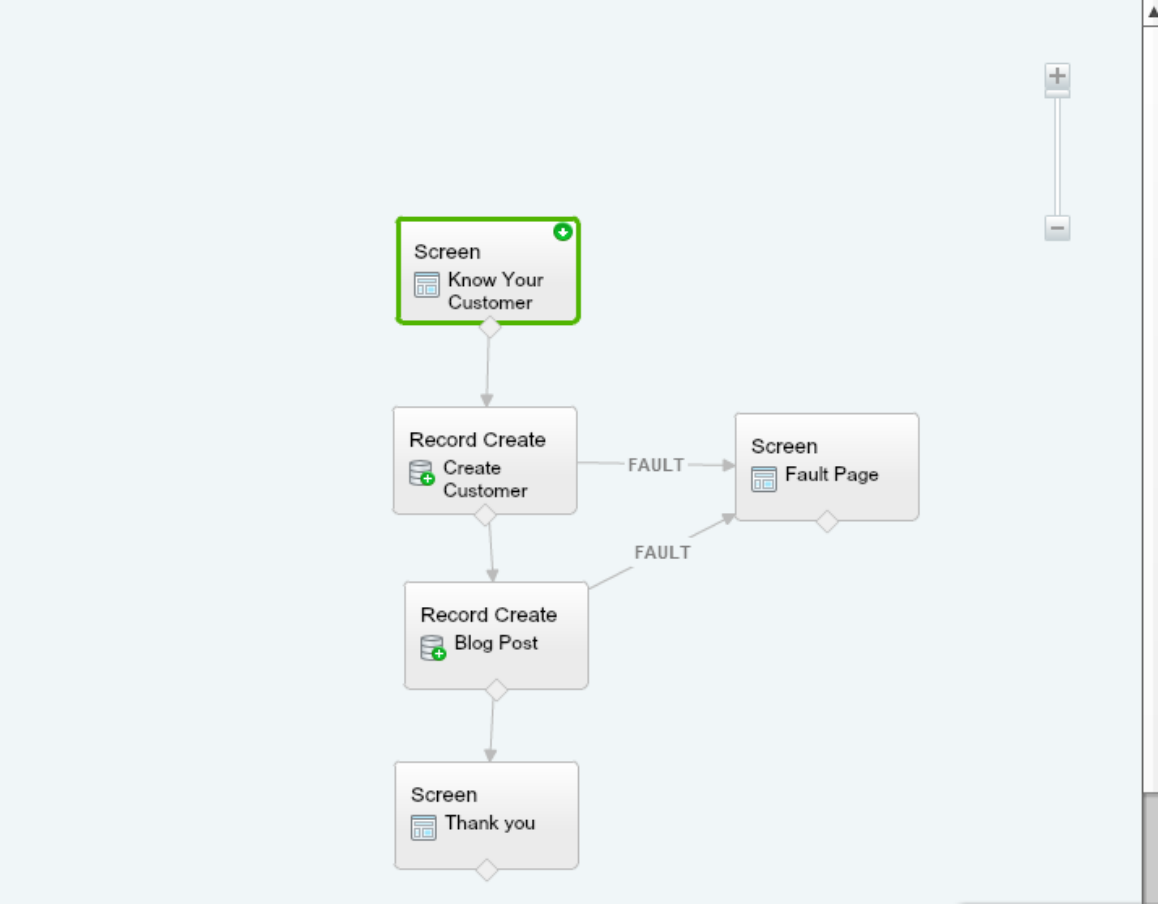 Screen
Know Your
Customer
Record Create
Create
Customer
FAULT
Screen
Fault Page
FAULT
Record Create
Blog Post
Screen
Thank you